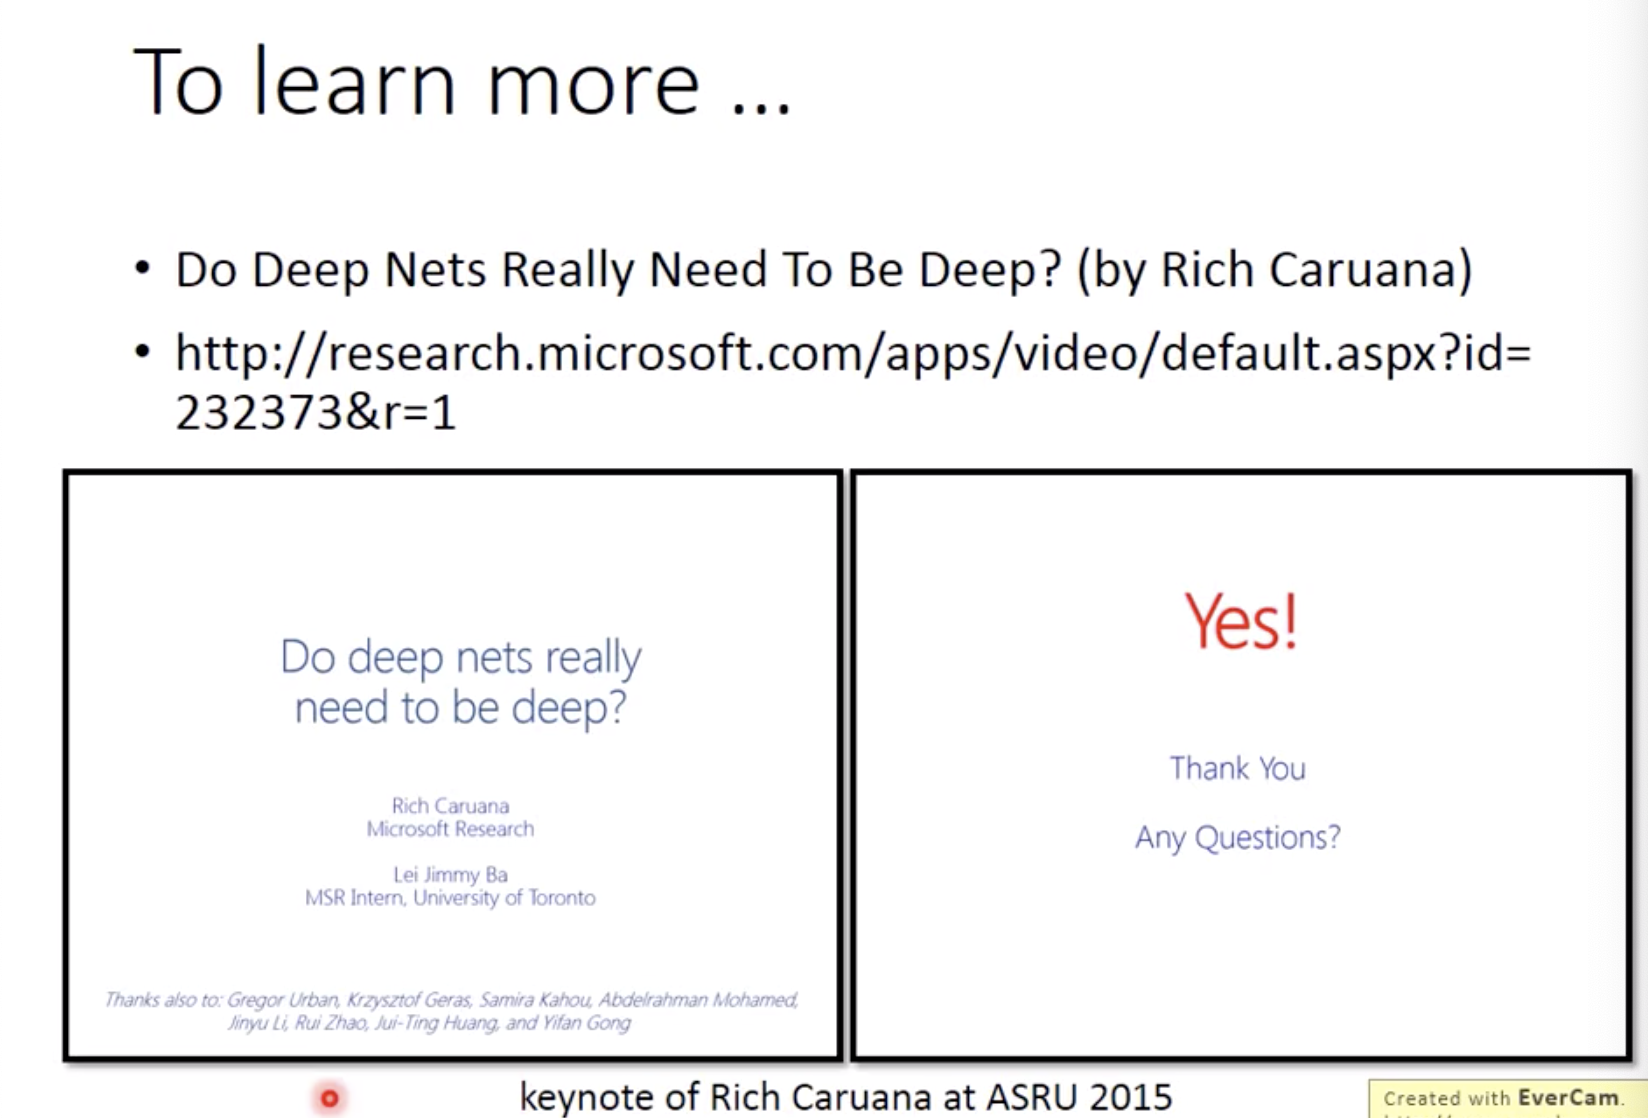 To learn more ...
• Do Deep Nets Really Need To Be Deep? (by Rich Caruana)
• http://research.microsoft.com/apps/video/default.aspx?id=
232373&r=1
Do deep nets really
need to be deep?
Rich Caruana
Microsoft Research
Lei Jimmy Ba
MSR Intern, University of Toronto
Thanks also to: Gregor Urban, Krzysztof Geras, Samira Kahou, Abdelrahman Mohamed,
Jinyu Li, Rui Zhao, Jui-Ting Huang, and Yifan Gong
Yes!
Thank You
Any Questions?
keynote of Rich Caruana at ASRU 2015
Created with EverCam.